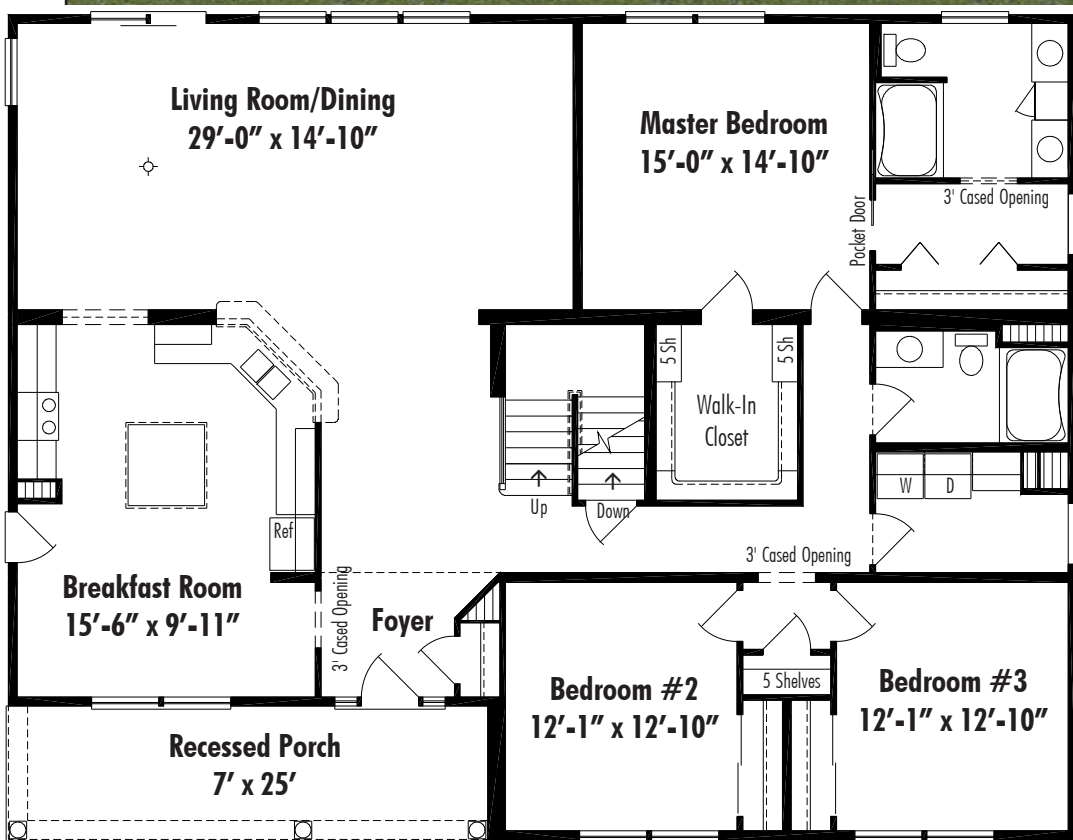 Living Room/Dining
29′-0″ x 14′-10″
Master Bedroom
15′-0″ x 14′-10″
3' Cased Opening
Pocket Door
5 Sh
5 Sh
Walk-In
Closet
W
D
Up
Down
Ref
3' Cased Opening
Breakfast Room
15′-6″ x 9′-11″
3' Cased Opening
Foyer
Bedroom #2
12′-1″ x 12′-10″
5 Shelves
Bedroom #3
12′-1″ x 12′-10″
Recessed Porch
7′ x 25′